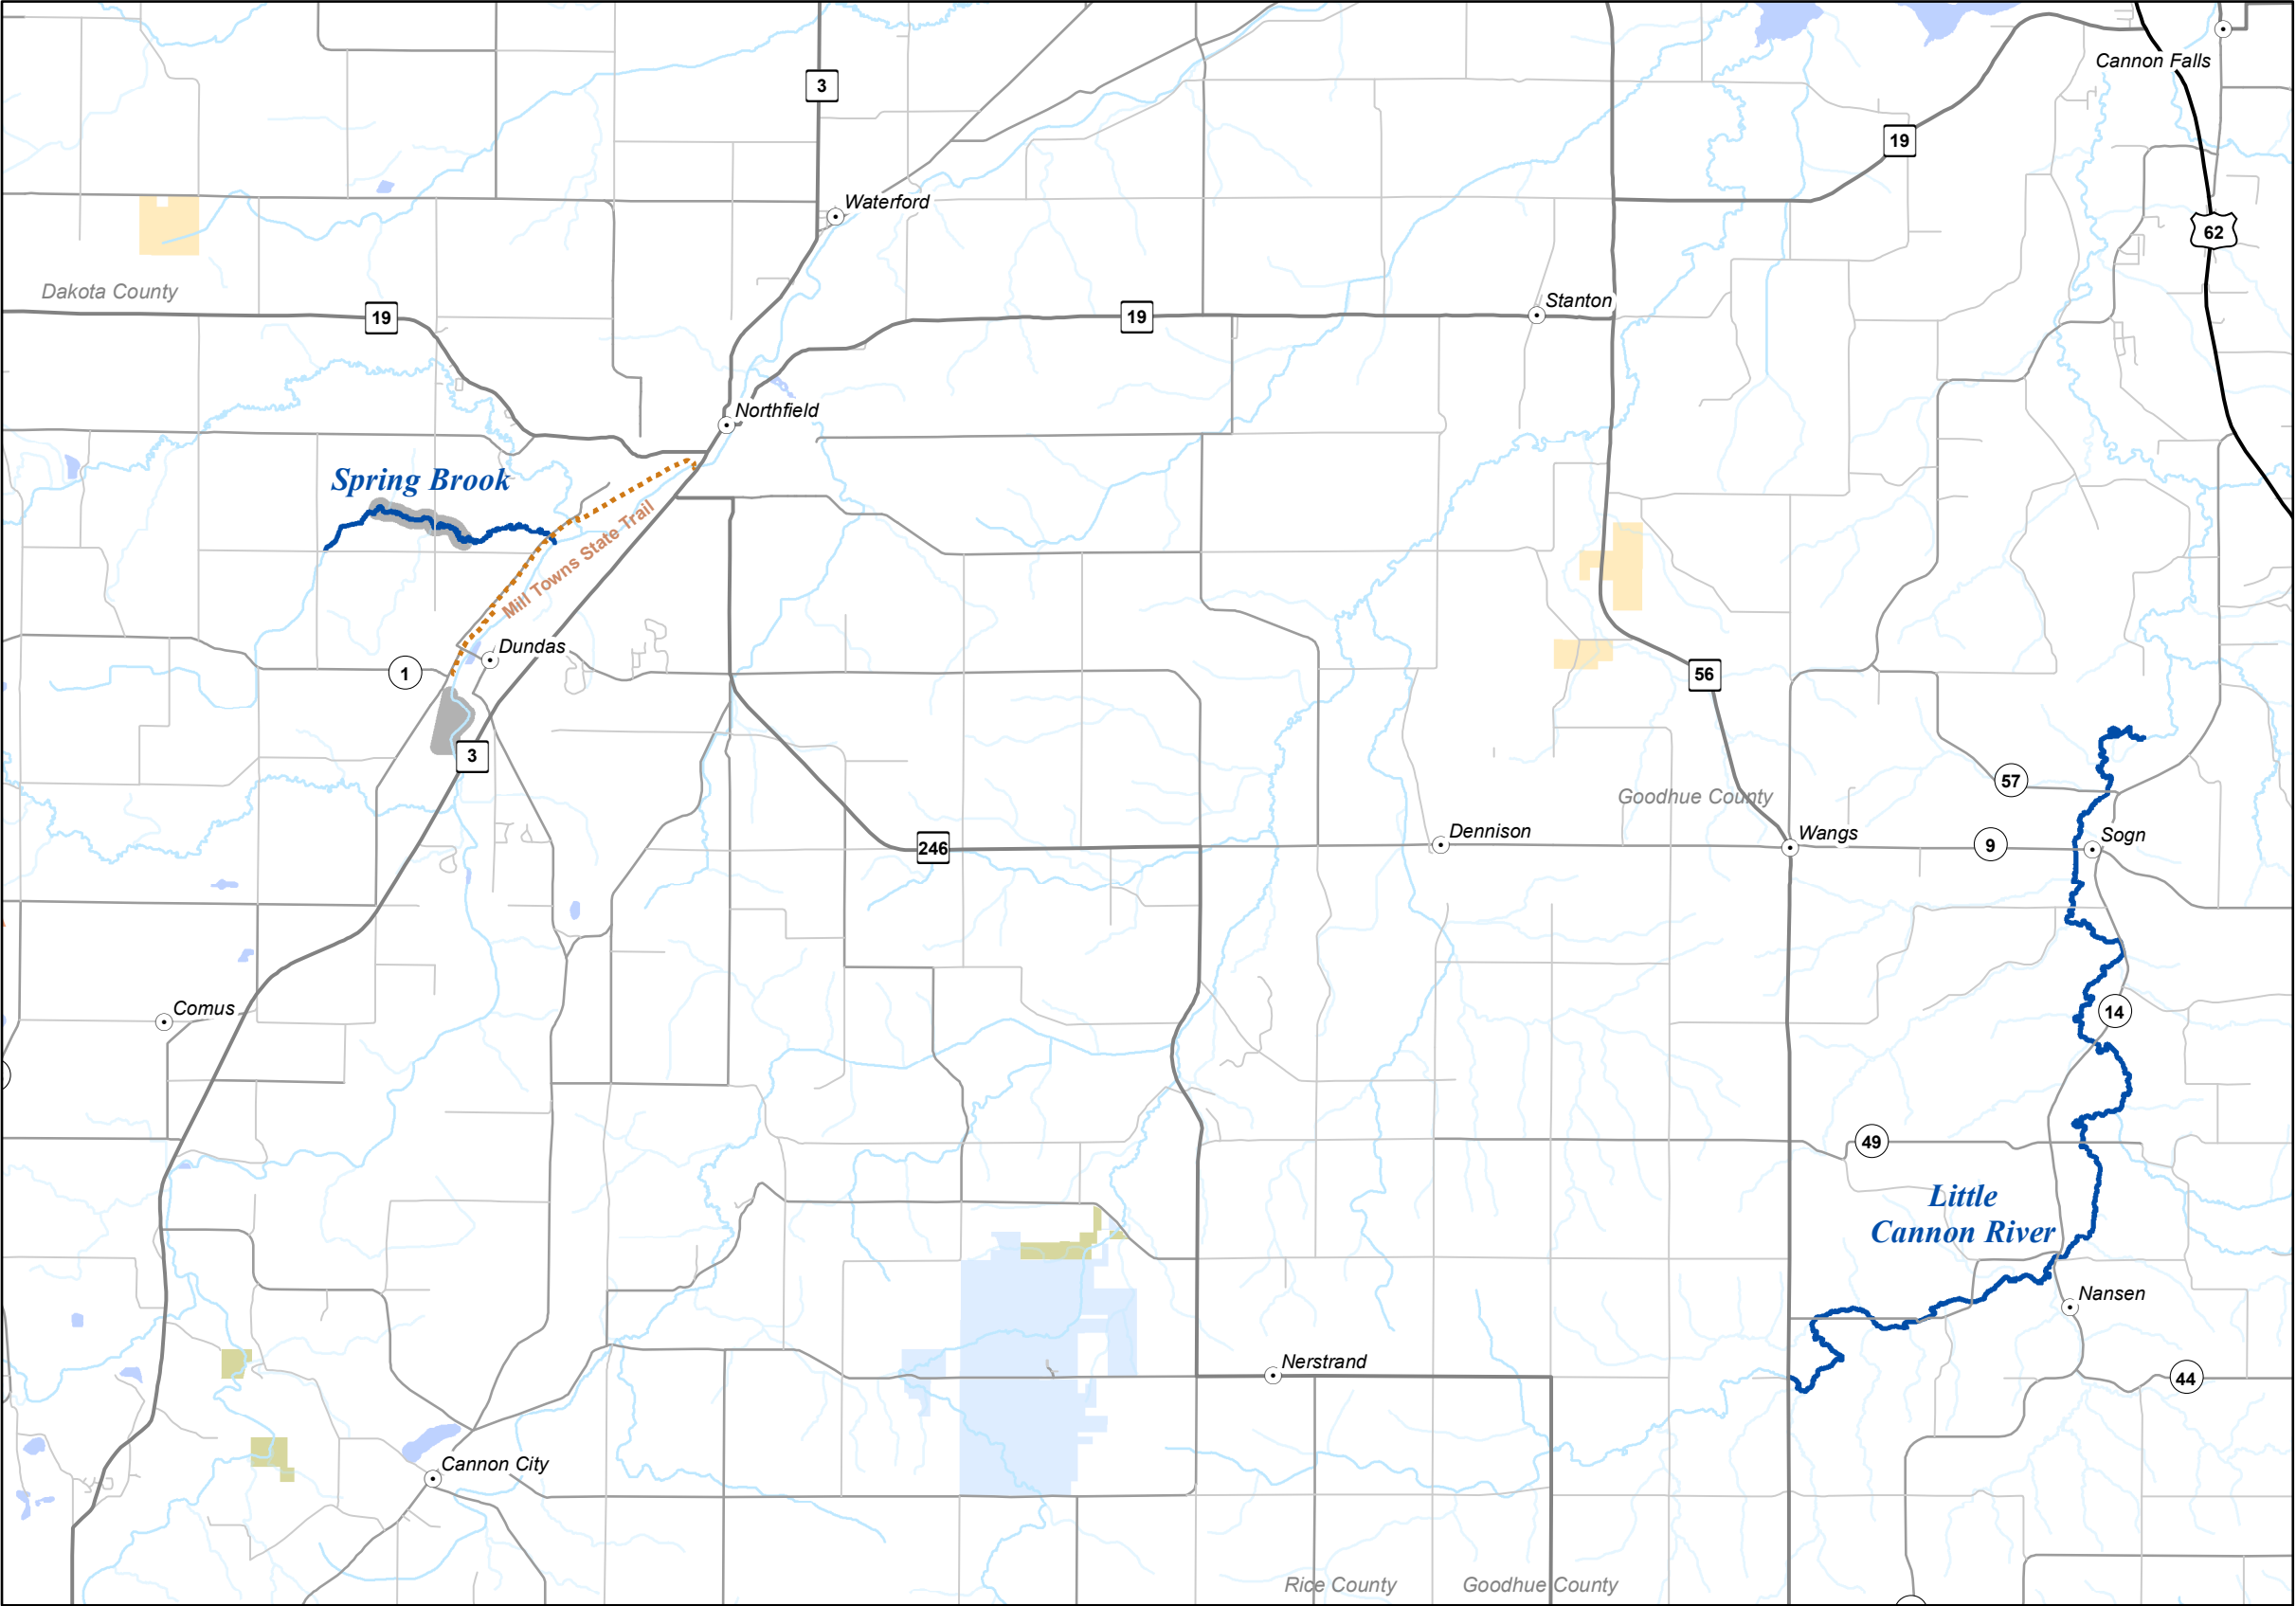 Cannon Falls
3
19
Waterford
62
Dakota County
19
19
Stanton
Northfield
Spring Brook
Mill Towns State Trail
Dundas
1
56
3
57
Goodhue County
Dennison
Wangs
Sogn
246
9
Comus
14
49
Little
Cannon River
Nansen
Nerstrand
44
Cannon City
Rice County
Goodhue County